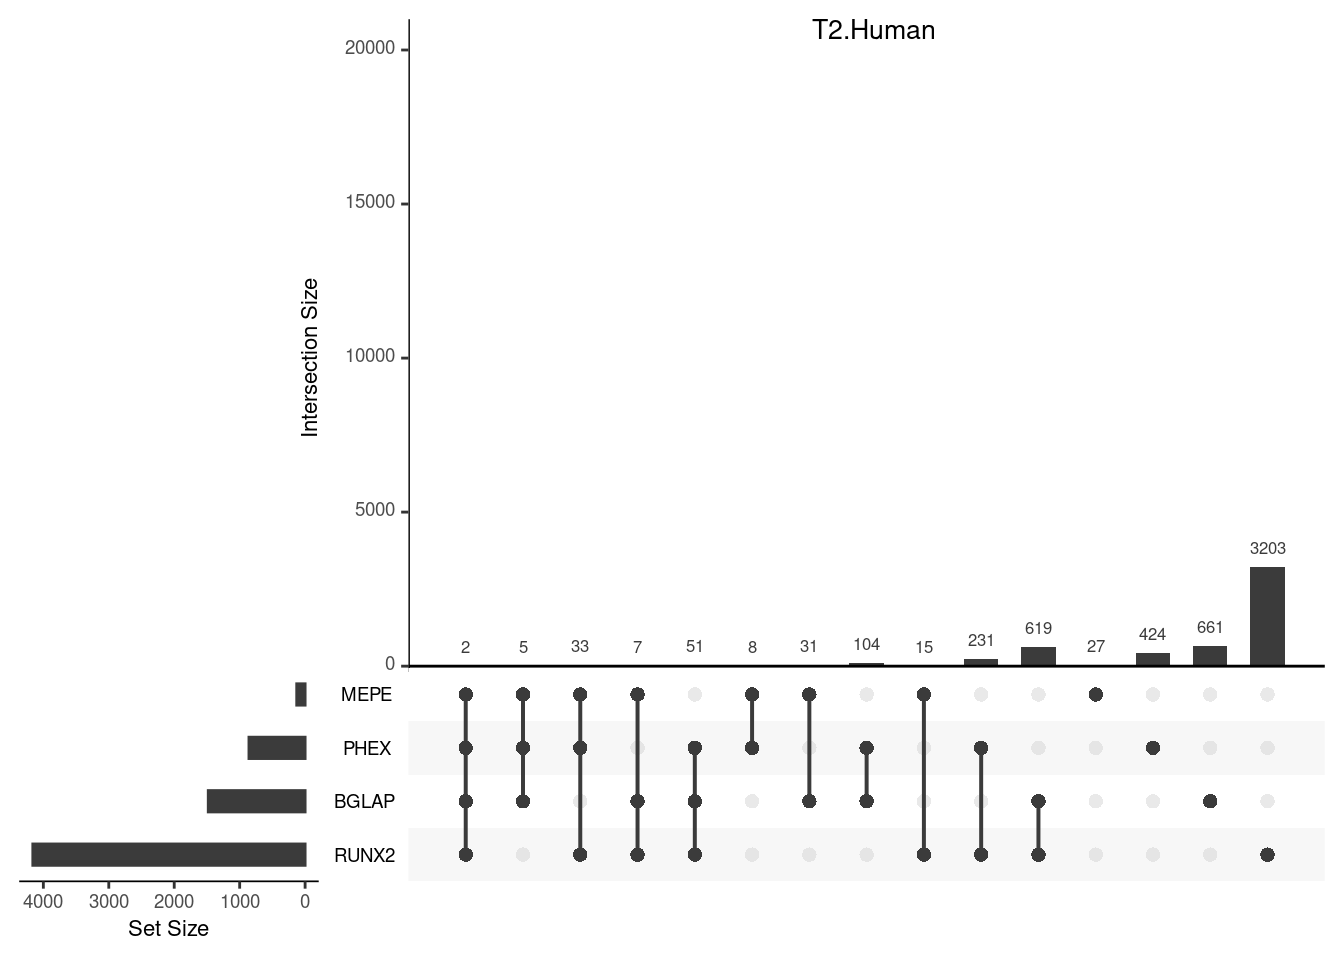 T2.Human
20000
15000
10000
5000
0
Intersection Size
3203
2 5 33 7 51 8 31 104 15 231 619 27 424 661
MEPE
PHEX
BGLAP
RUNX2
4000 3000 2000 1000 0
Set Size